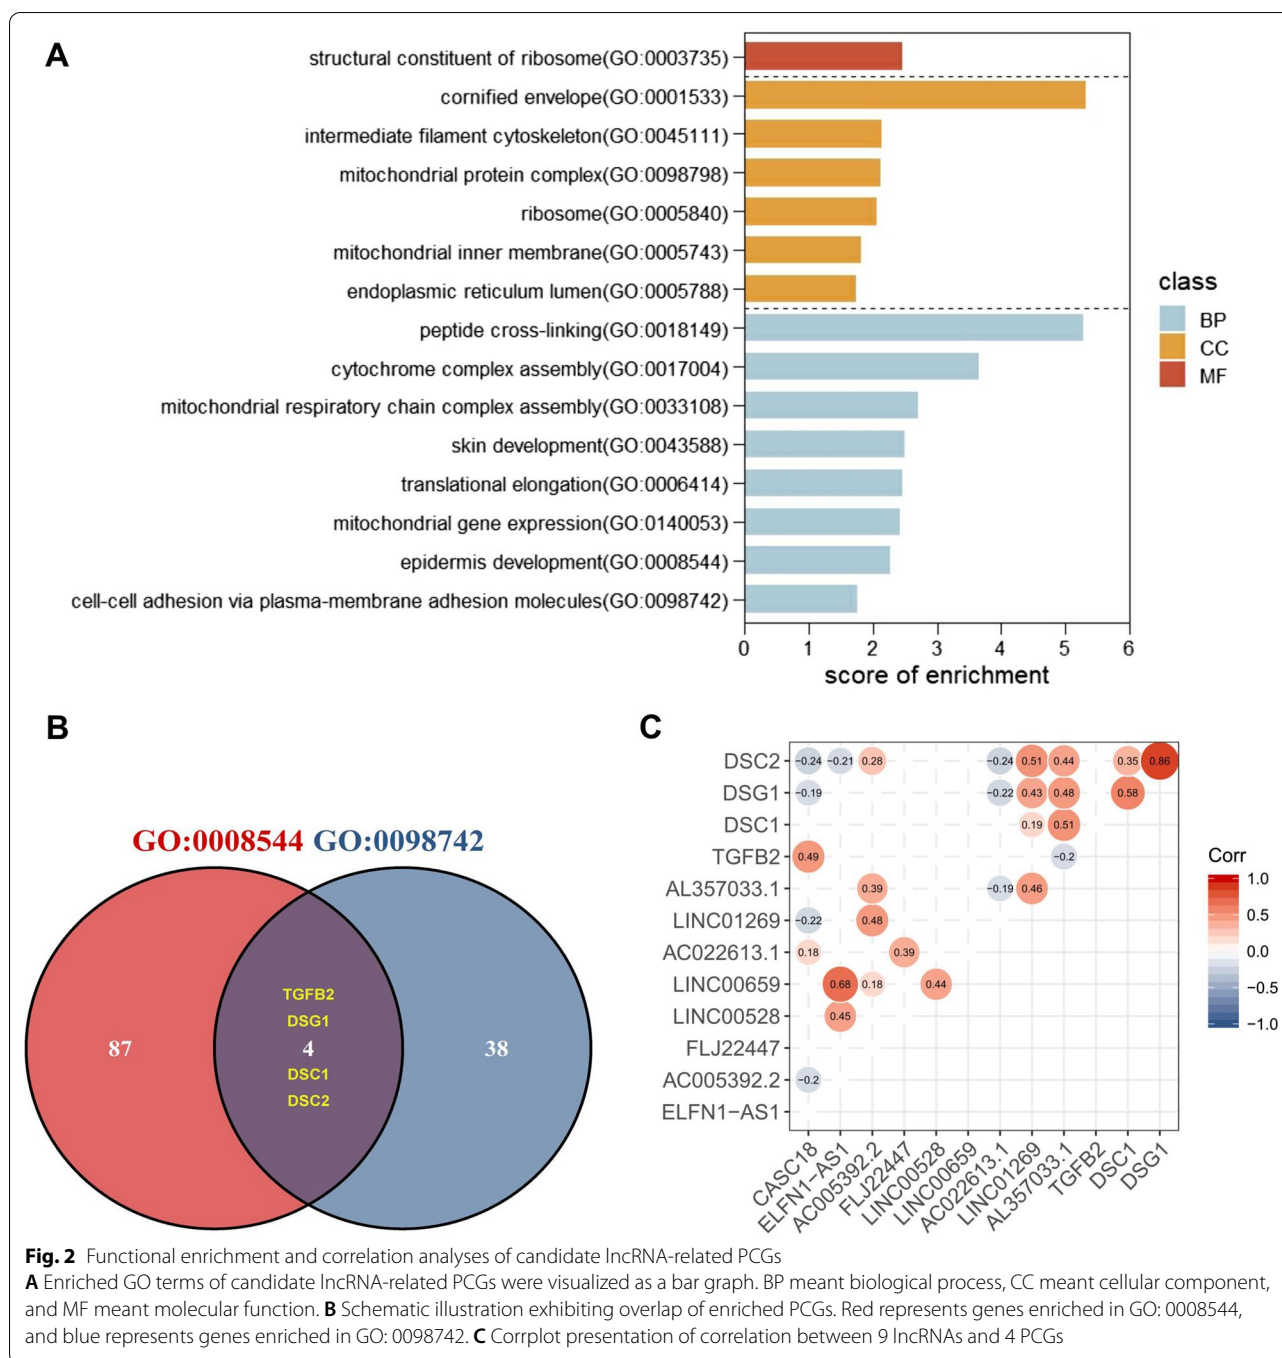 A
structural constituent of ribosome(GO:0003735)
cornified envelope(GO:0001533)
intermediate filament cytoskeleton(GO:0045111)
mitochondrial protein complex(GO:0098798)
ribosome(GO:0005840)
mitochondrial inner membrane(GO:0005743)
endoplasmic reticulum lumen(GO:0005788)
peptide cross-linking(GO:0018149)
cytochrome complex assembly(GO:0017004)
mitochondrial respiratory chain complex assembly(GO:0033108)
skin development(GO:0043588)
translational elongation(GO:0006414)
mitochondrial gene expression(GO:0140053)
epidermis development(GO:0008544)
cell-cell adhesion via plasma-membrane adhesion molecules(GO:0098742)
0 1 2 3 4 5 6
score of enrichment
class
BP
CC
MF
B
GO:0008544 GO:0098742
TGFB2
DSG1
87 4 38
DSC1
DSC2
C
DSC2 −0.24 −0.21 0.28 −0.24 0.51 0.44 0.35 0.86
DSG1 −0.19 −0.22 0.43 0.48 0.58
DSC1 0.19 0.51
TGFB2 0.49 −0.2
AL357033.1 0.39 −0.19 0.46
LINC01269 −0.22 0.48
AC022613.1 0.18 0.39
LINC00659 0.68 0.18 0.44
LINC00528 0.45
FLJ22447
AC005392.2 −0.2
ELFN1−AS1
CASC18
ELFN1−AS1
AC005392.2
FLJ22447
LINC00528
LINC00659
AC022613.1
LINC01269
AL357033.1
TGFB2
DSC1
DSG1
Corr
1.0
0.5
0.0
−0.5
−1.0
Fig. 2 Functional enrichment and correlation analyses of candidate lncRNA-related PCGs
A Enriched GO terms of candidate lncRNA-related PCGs were visualized as a bar graph. BP meant biological process, CC meant cellular component,
and MF meant molecular function. B Schematic illustration exhibiting overlap of enriched PCGs. Red represents genes enriched in GO: 0008544,
and blue represents genes enriched in GO: 0098742. C Corrplot presentation of correlation between 9 lncRNAs and 4 PCGs